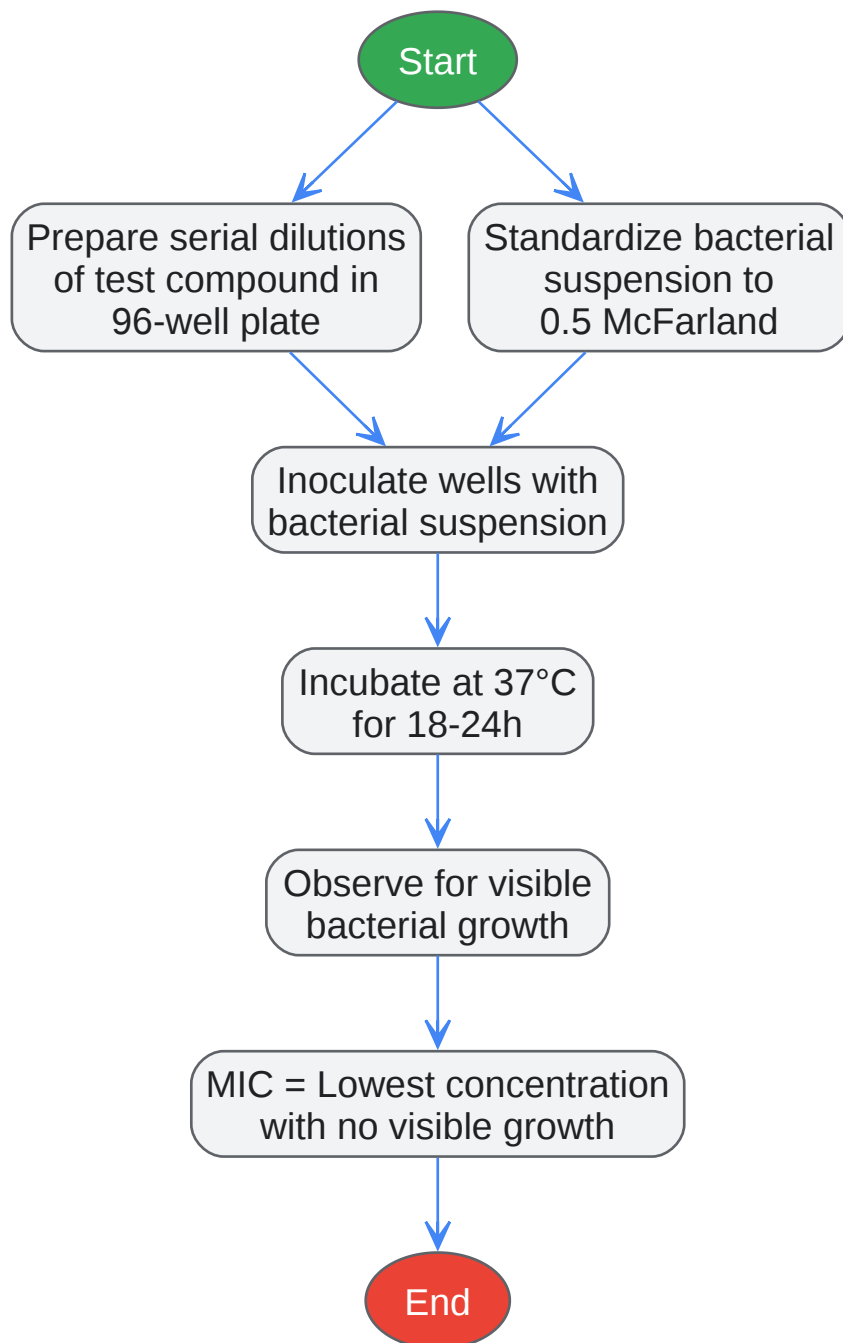 Start
Prepare serial dilutions
of test compound in
96-well plate
Standardize bacterial
suspension to
0.5 McFarland
Inoculate wells with
bacterial suspension
Incubate at 37°C
for 18-24h
Observe for visible
bacterial growth
MIC = Lowest concentration
with no visible growth
End